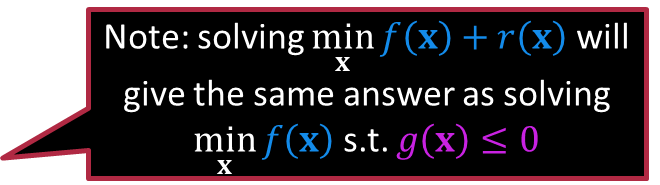 Note: solving min f(x) + r(x) will
x
give the same answer as solving
min f(x) s.t. g(x) ≤ 0
x